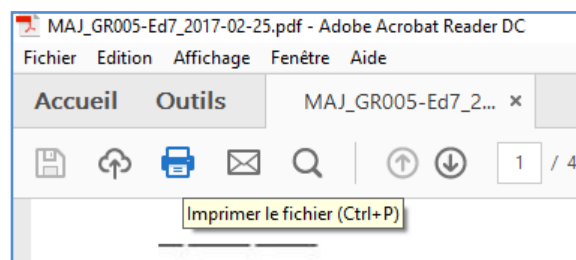 MAJ_GR005-Ed7_2017-02-25.pdf - Adobe Acrobat Reader DC
Fichier Edition Affichage Fenêtre Aide
Accueil Outils MAJ_GR005-Ed7_2... ×
1 / 4
Imprimer le fichier (Ctrl+P)